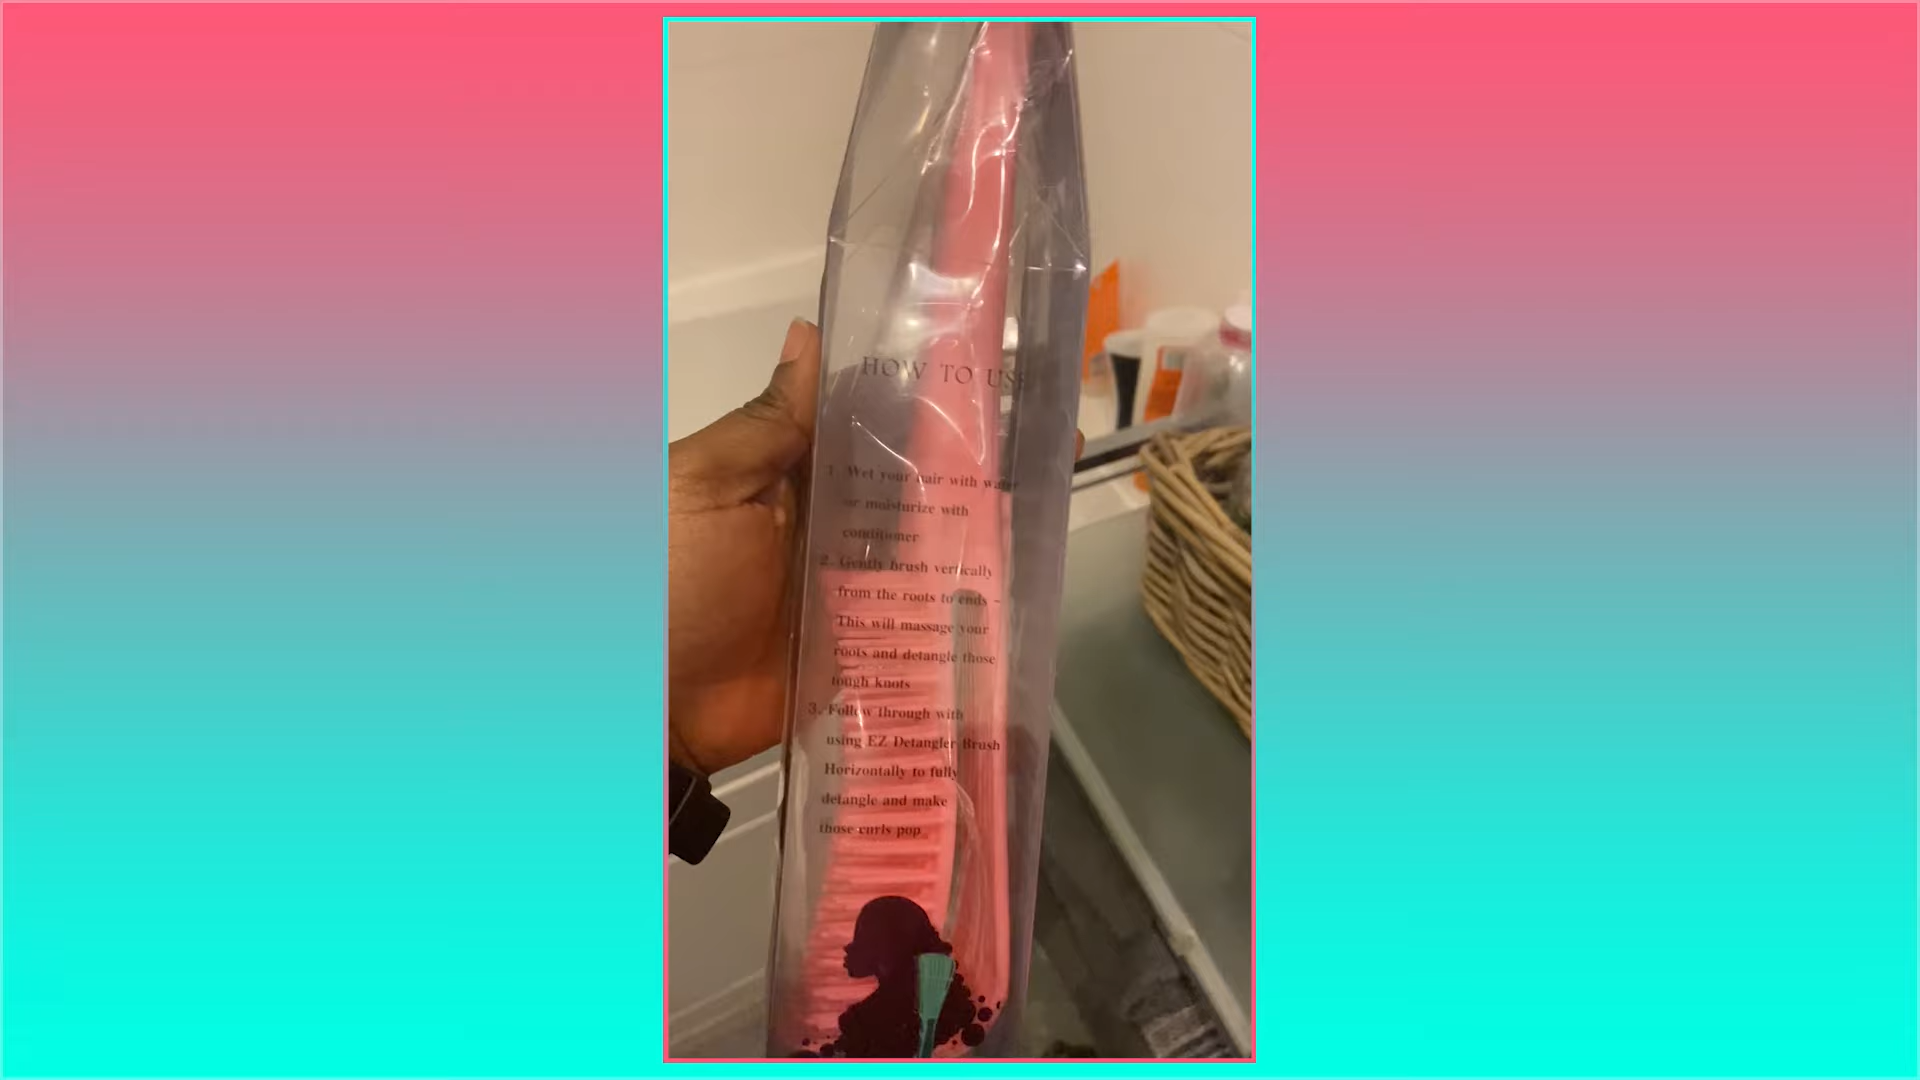 HOW TO USE
1. Wet your hair with water
or moisturize with
conditioner
2. Gently brush vertically
from the roots to ends -
This will massage your
roots and detangle those
tough knots
3. Follow through with
using EZ Detangler Brush
Horizontally to fully
detangle and make
those curls pop